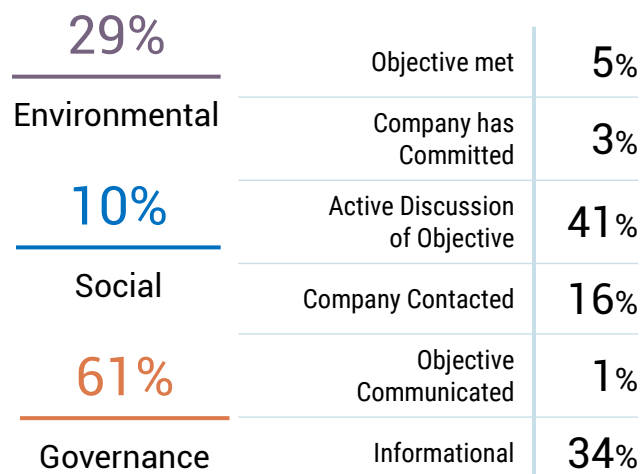 29%
Environmental
10%
Social
61%
Governance
Objective met 5%
Company has
Committed 3%
Active Discussion
of Objective 41%
Company Contacted 16%
Objective
Communicated 1%
Informational 34%